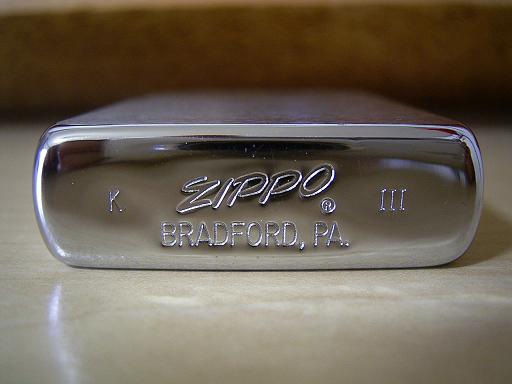 ZIPPO ®
K III
BRADFORD, PA.